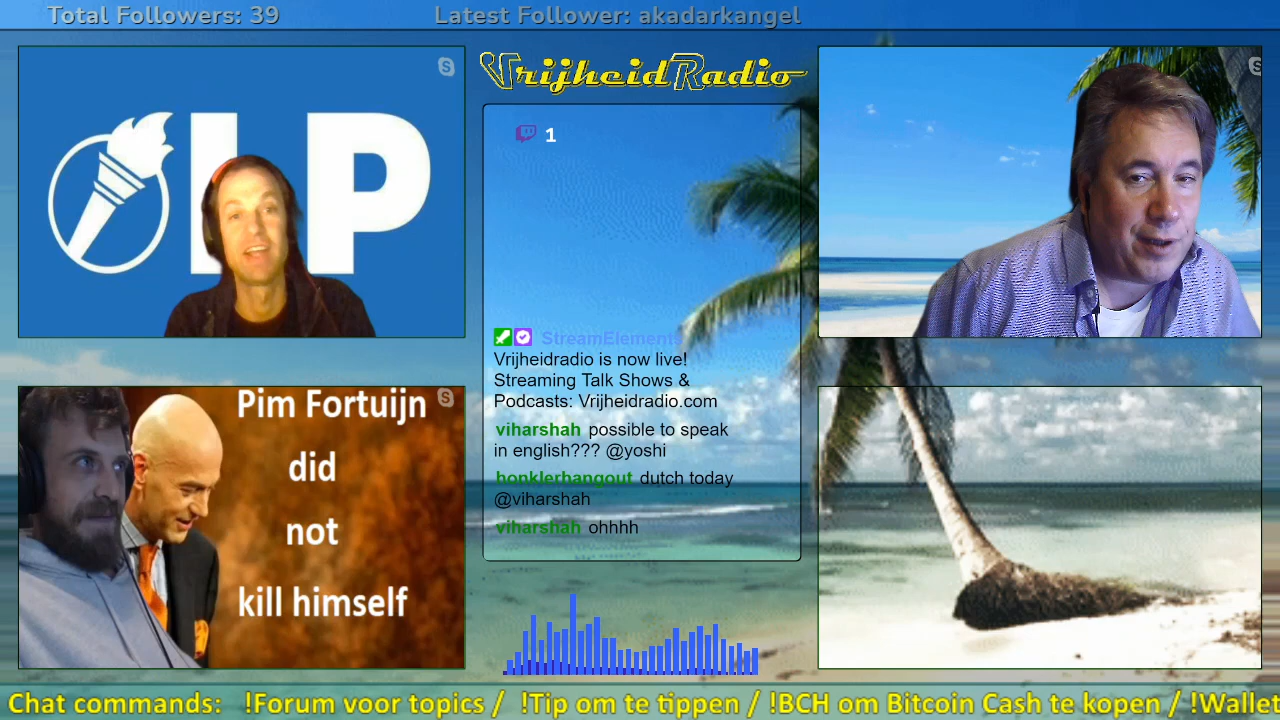 Total Followers: 39
Latest Follower: akadarkangel
LP
VrijheidRadio
1
StreamElements
Vrijheidradio is now live!
Streaming Talk Shows &
Podcasts: Vrijheidradio.com
viharshah possible to speak
in english??? @yoshi
honklerhangout dutch today
@viharshah
viharshah ohhhh
Pim Fortuijn
did
not
kill himself
Chat commands: !Forum voor topics / !Tip om te tippen / !BCH om Bitcoin Cash te kopen / !Wallet